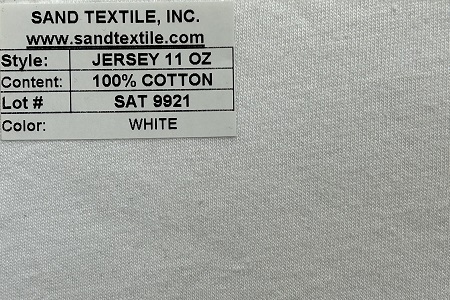 SAND TEXTILE, INC.
www.sandtextile.com
Style: JERSEY 11 OZ
Content: 100% COTTON
Lot # SAT 9921
Color: WHITE